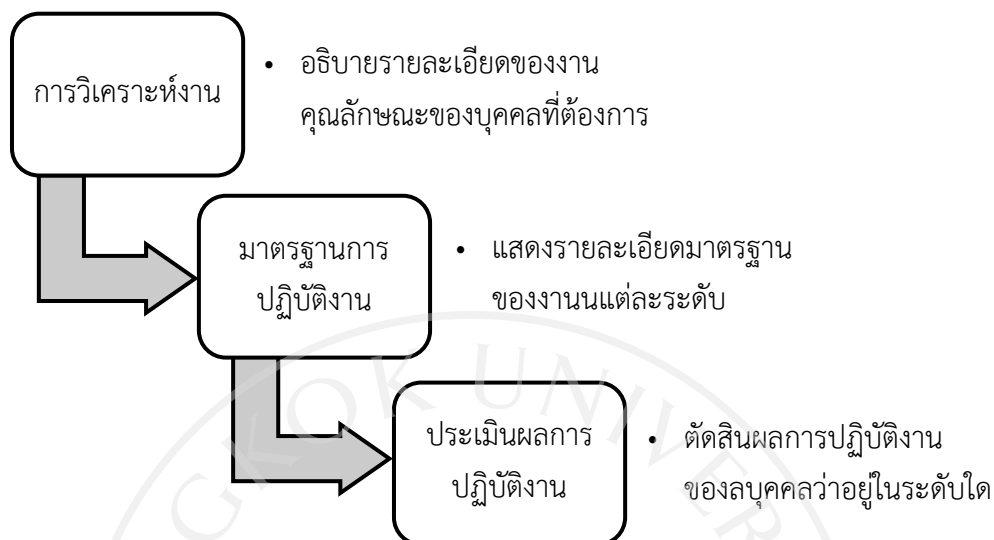 การวิเคราะห์งาน
• อธิบายรายละเอียดของงาน
คุณลักษณะของบุคคลที่ต้องการ
มาตรฐานการ
ปฏิบัติงาน
• แสดงรายละเอียดมาตรฐาน
ของงานนแต่ละระดับ
ประเมินผลการ
ปฏิบัติงาน
• ตัดสินผลการปฏิบัติงาน
ของลบุคคลว่าอยู่ในระดับใด
GKOK UNIVER